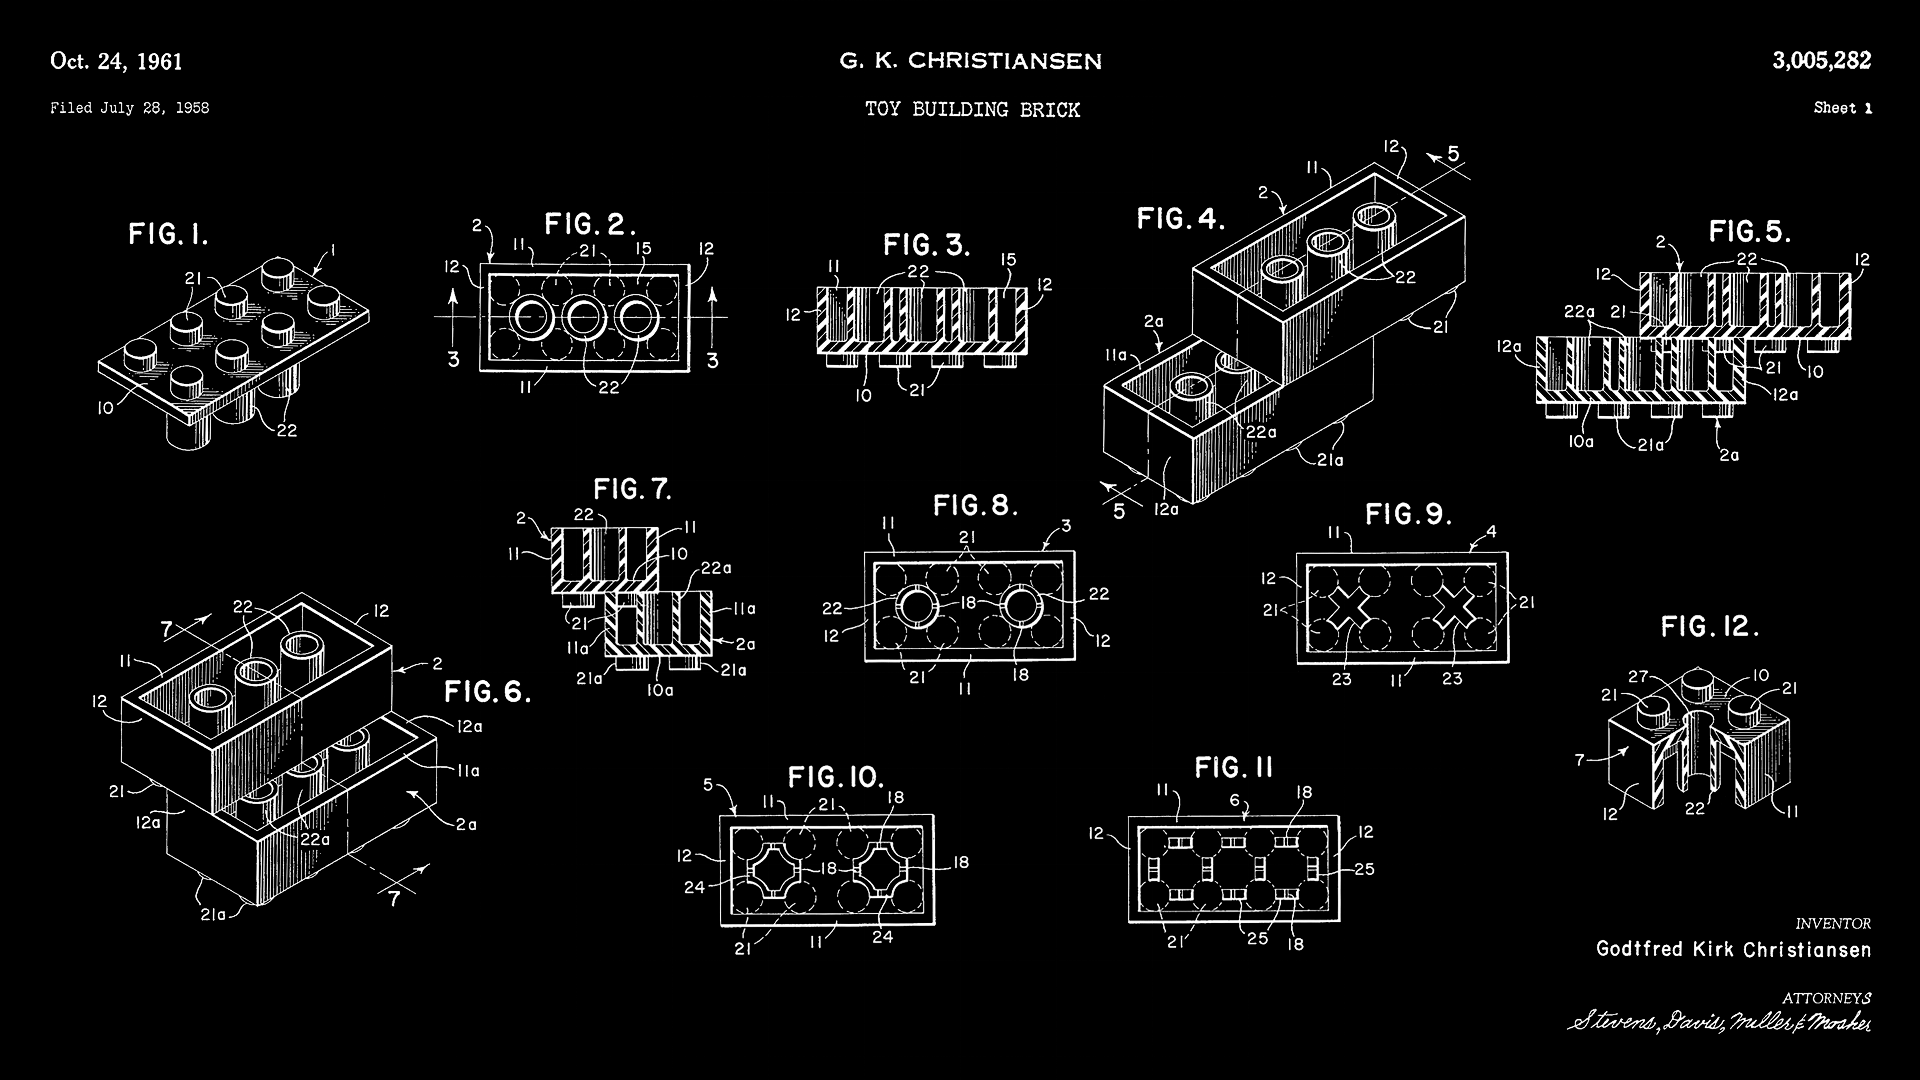 Oct. 24, 1961
G. K. CHRISTIANSEN
3,005,282
Filed July 28, 1958
TOY BUILDING BRICK
Sheet 1
FIG. 1.
1
21
10
22
FIG. 2.
2
11
21
15
12
12
3
3
11
22
FIG. 3.
11
22
15
12
12
10
21
FIG. 4.
12
5
11
2
22
21
2a
11a
22a
21a
5
12a
FIG. 5.
2
22
12
12
22a
21
12a
21
10
12a
10a
21a
2a
FIG. 6.
7
22
12
11
2
12
12a
11a
21
12a
22a
2a
21a
7
FIG. 7.
22
2
11
11
10
22a
11a
21
11a
2a
21a
10a
21a
FIG. 8.
11
21
3
22
18
22
12
12
21
11
18
FIG. 9.
11
4
12
21
21
23
11
23
FIG. 10.
5
11
21
18
12
18
18
24
21
11
24
FIG. 11
11
6
18
12
12
25
21
25
18
FIG. 12.
27
10
21
21
7
12
22
11
INVENTOR
Godtfred Kirk Christiansen
ATTORNEYS
Stevens, Davis, Miller & Mosher